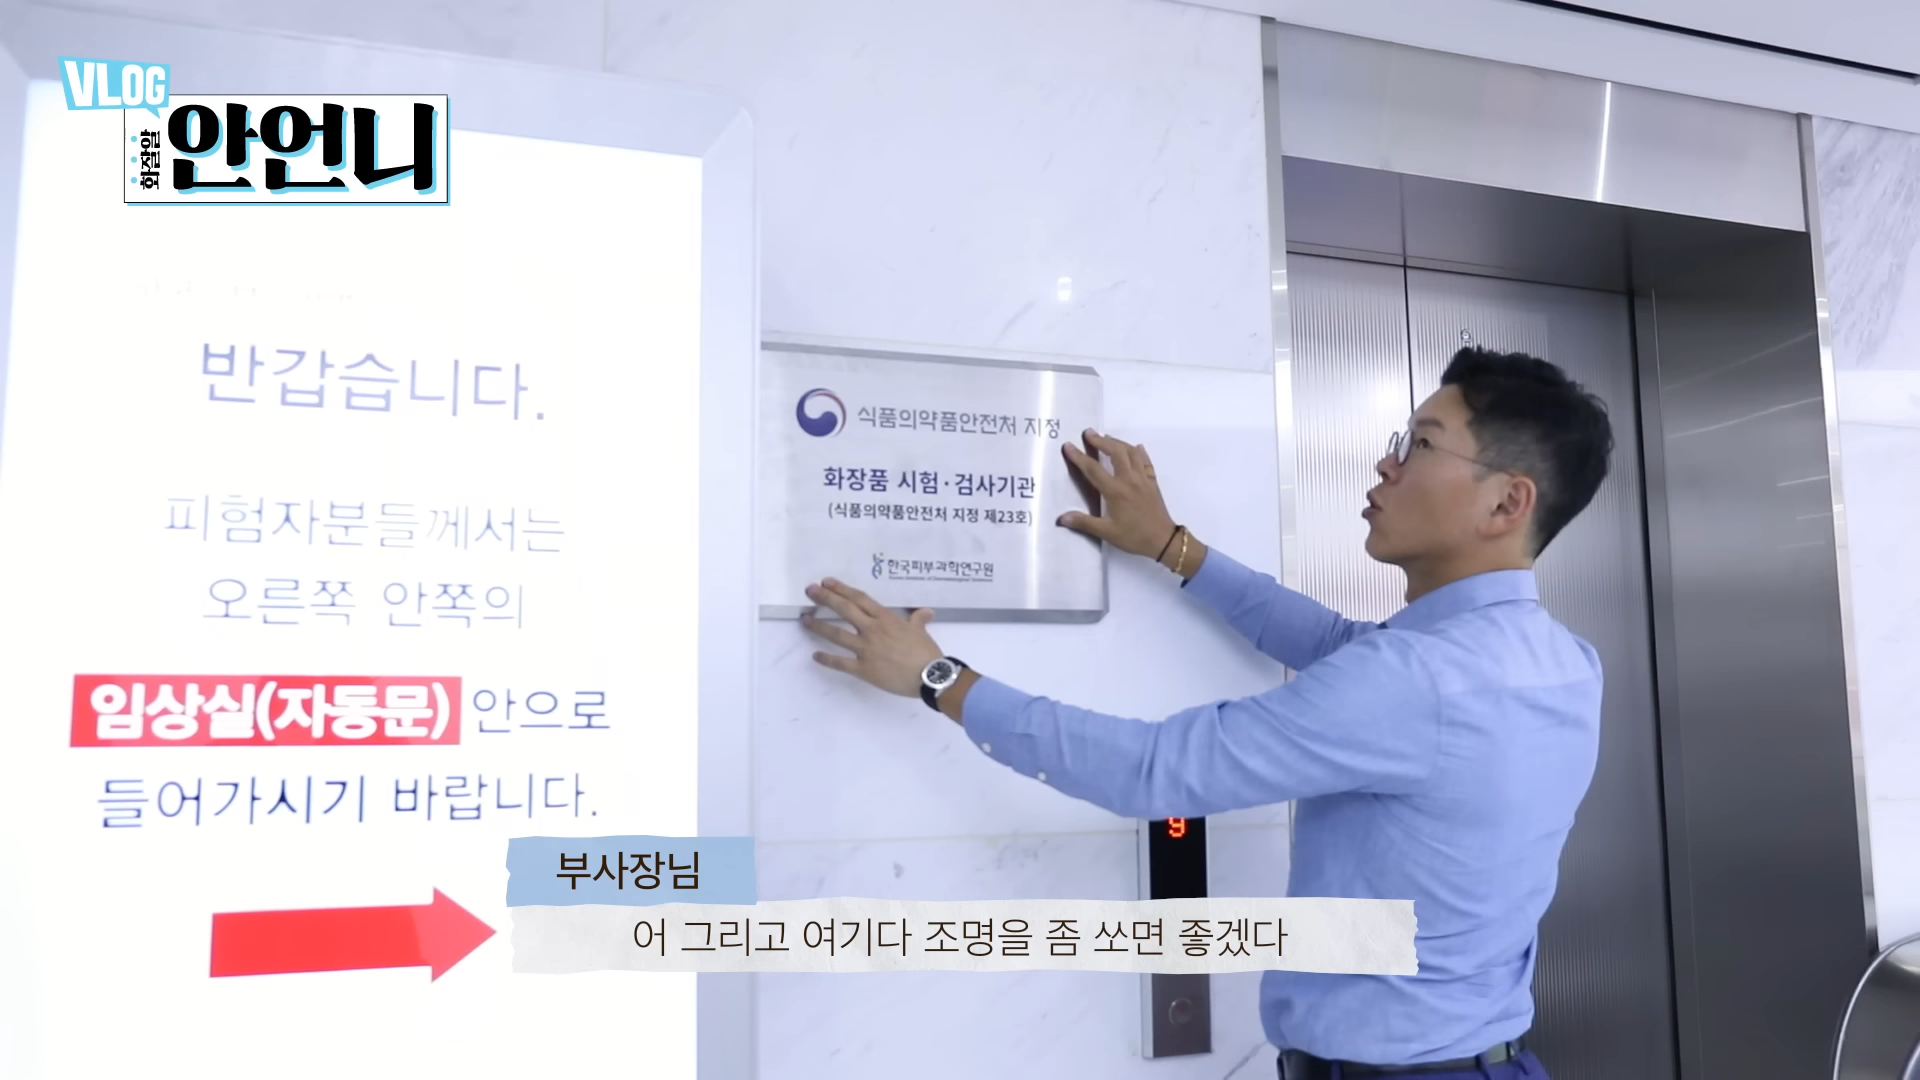 VLOG
화잘알
안언니
반갑습니다.
피험자분들께서는
오른쪽 안쪽의
임상실(자동문) 안으로
들어가시기 바랍니다.
식품의약품안전처 지정
화장품 시험·검사기관
(식품의약품안전처 지정 제23호)
한국피부과학연구원
9
부사장님
어 그리고 여기다 조명을 좀 쏘면 좋겠다